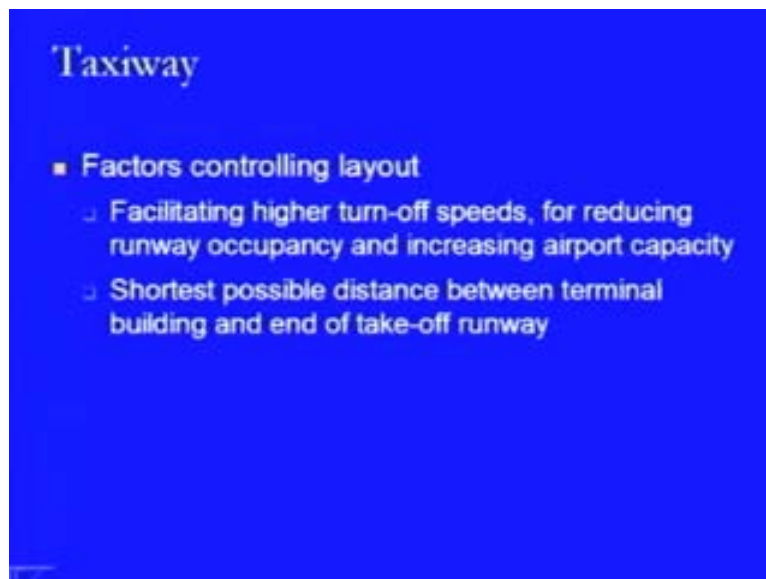 Taxiway
Factors controlling layout
Facilitating higher turn-off speeds, for reducing
runway occupancy and increasing airport capacity
Shortest possible distance between terminal
building and end of take-off runway